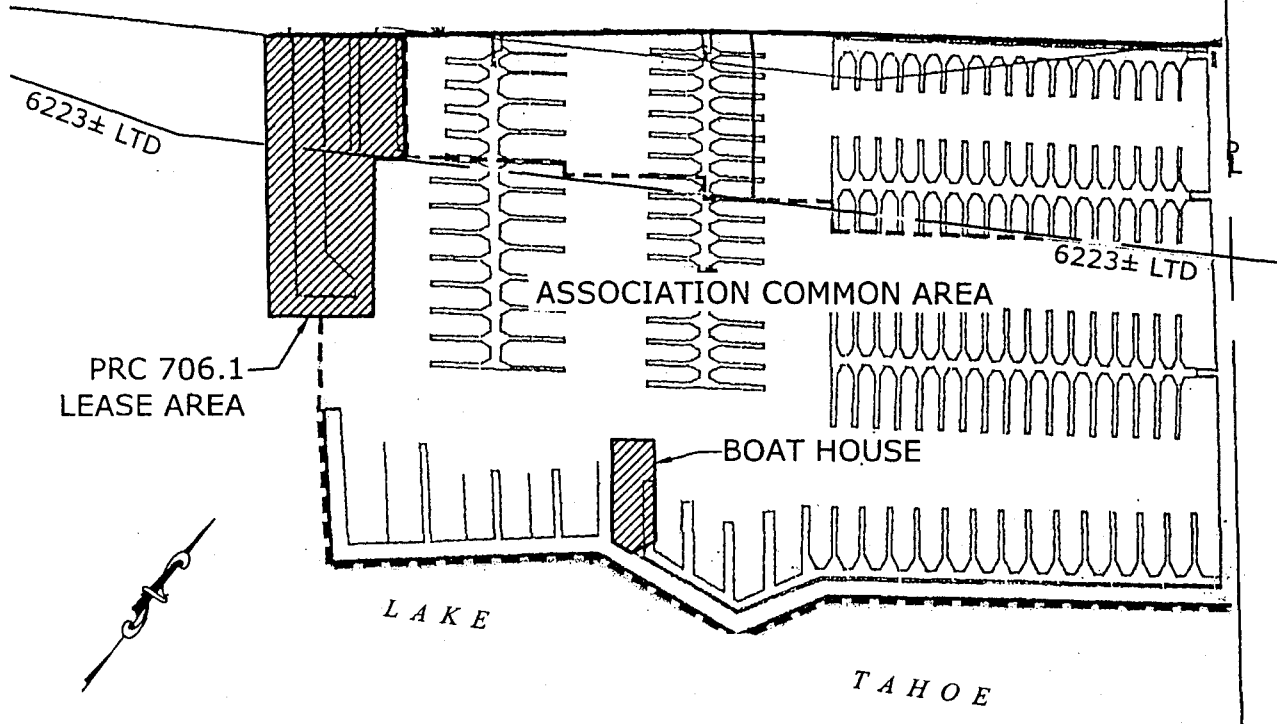 6223± LTD
6223± LTD
ASSOCIATION COMMON AREA
PRC 706.1
LEASE AREA
BOAT HOUSE
LAKE
TAHOE